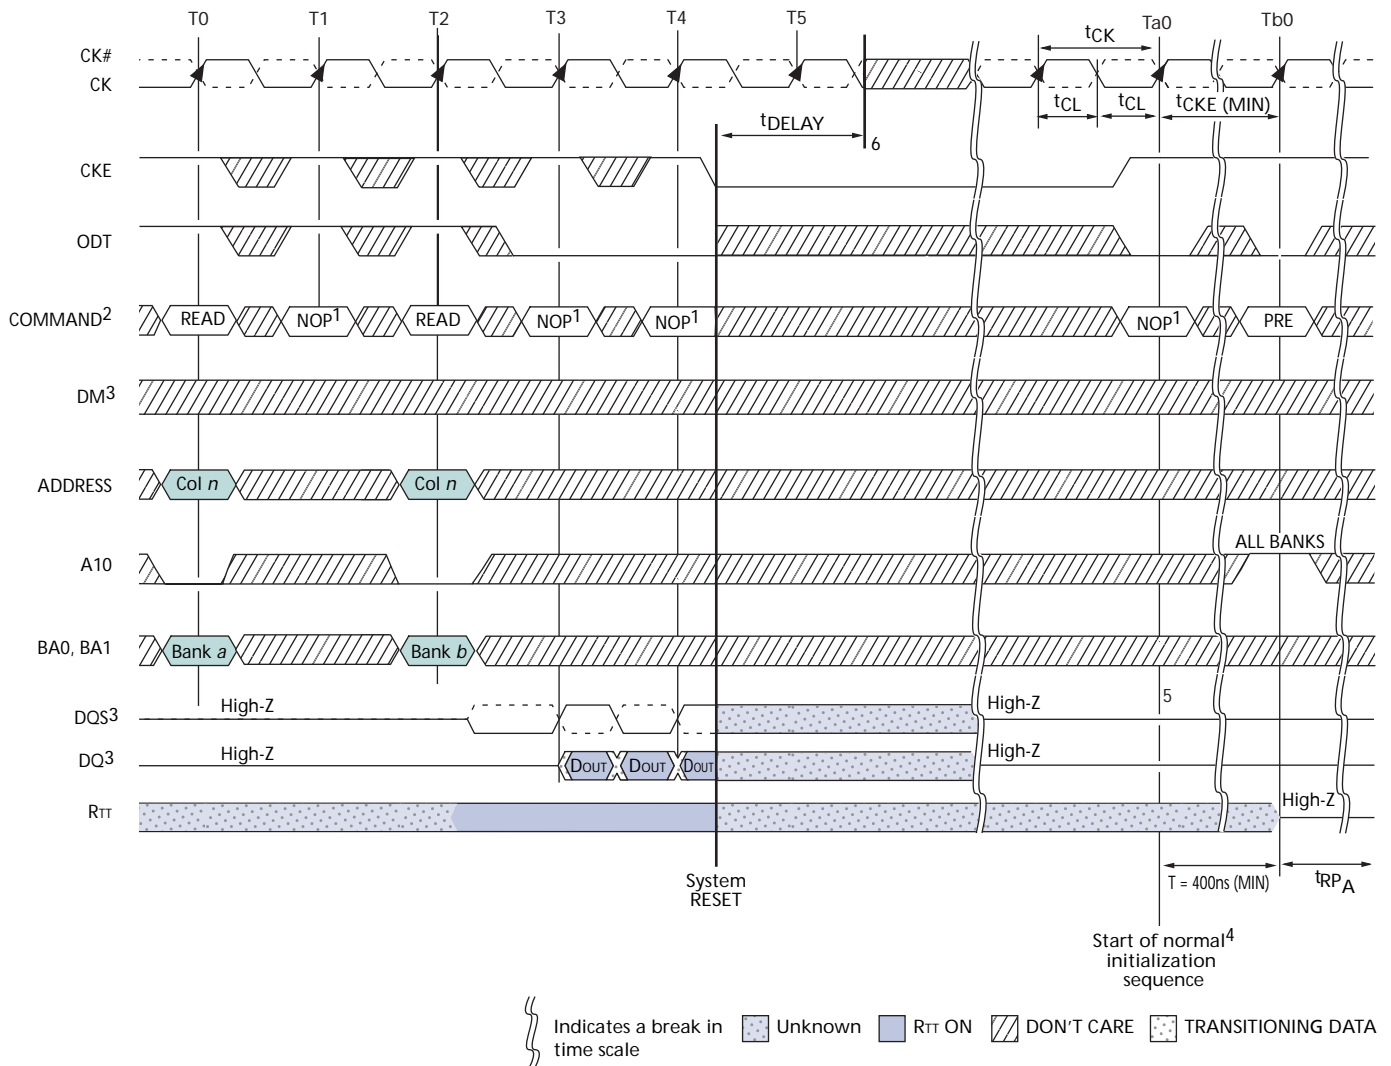 T0 T1 T2 T3 T4 T5 Ta0 Tb0
CK#
CK
tCK
tCL tCL tCKE (MIN)
tDELAY
6
CKE
ODT
COMMAND2 READ NOP1 READ NOP1 NOP1 NOP1 PRE
DM3
ADDRESS Col n Col n
ALL BANKS
A10
BA0, BA1 Bank a Bank b
DQS3 High-Z High-Z 5
DQ3 High-Z DOUT DOUT DOUT High-Z
RTT High-Z
System
RESET
T = 400ns (MIN) tRPA
Start of normal4
initialization
sequence
Indicates a break in
time scale
Unknown RTT ON DON'T CARE TRANSITIONING DATA